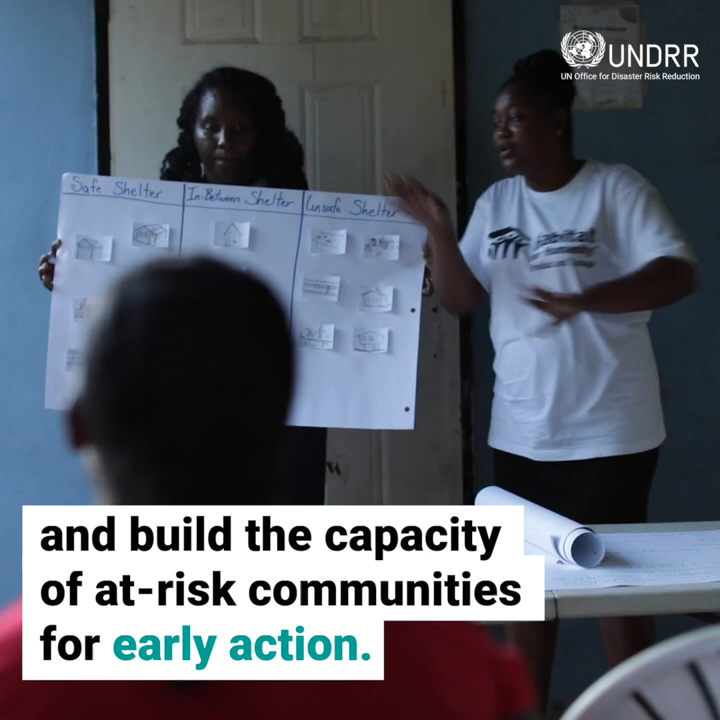 UNDRR
UN Office for Disaster Risk Reduction
Safe Shelter
In-Between Shelter
Unsafe Shelter
Habitat
and build the capacity
of at-risk communities
for early action.